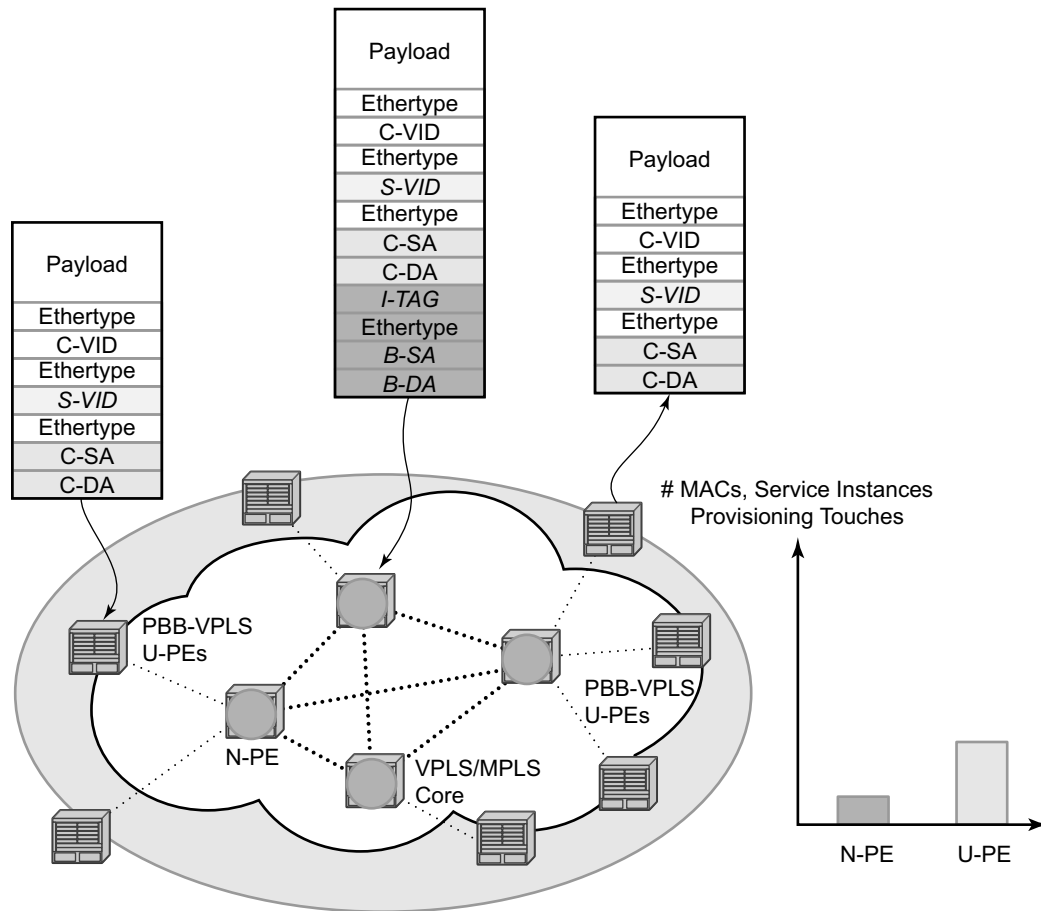 Payload
Ethertype
C-VID
Ethertype
S-VID
Ethertype
C-SA
C-DA
Payload
Ethertype
C-VID
Ethertype
S-VID
Ethertype
C-SA
C-DA
I-TAG
Ethertype
B-SA
B-DA
Payload
Ethertype
C-VID
Ethertype
S-VID
Ethertype
C-SA
C-DA
PBB-VPLS
U-PEs
N-PE
VPLS/MPLS
Core
PBB-VPLS
U-PEs
# MACs, Service Instances
Provisioning Touches
N-PE
U-PE